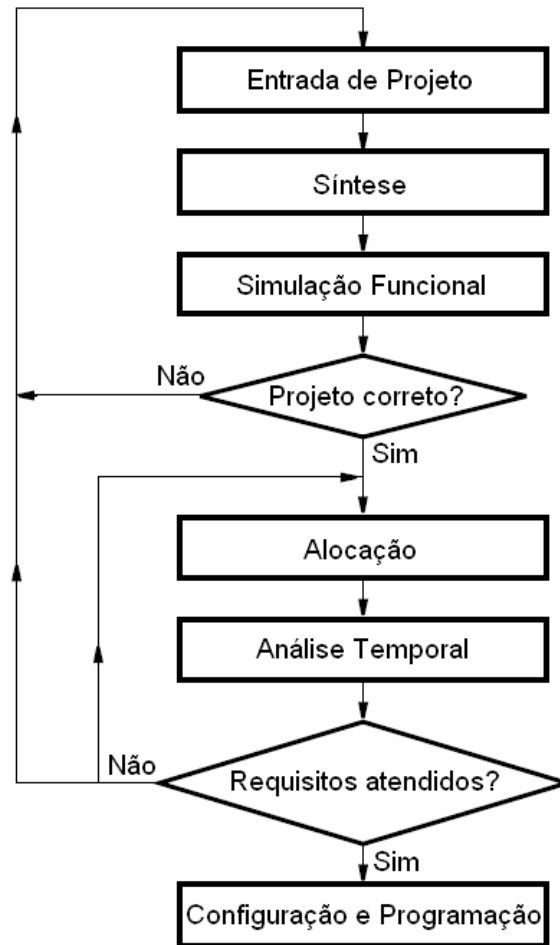 Entrada de Projeto
Síntese
Simulação Funcional
Não
Projeto correto?
Sim
Alocação
Análise Temporal
Não
Requisitos atendidos?
Sim
Configuração e Programação